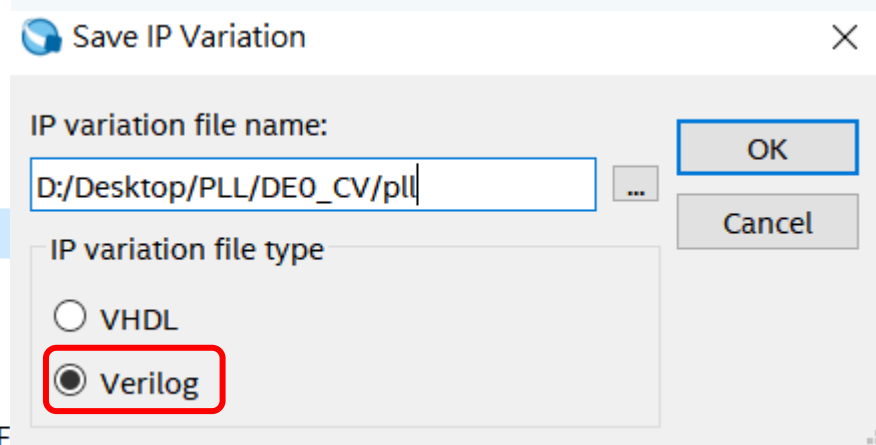 Save IP Variation
IP variation file name:
D:/Desktop/PLL/DE0_CV/pll
...
OK
Cancel
IP variation file type
VHDL
Verilog